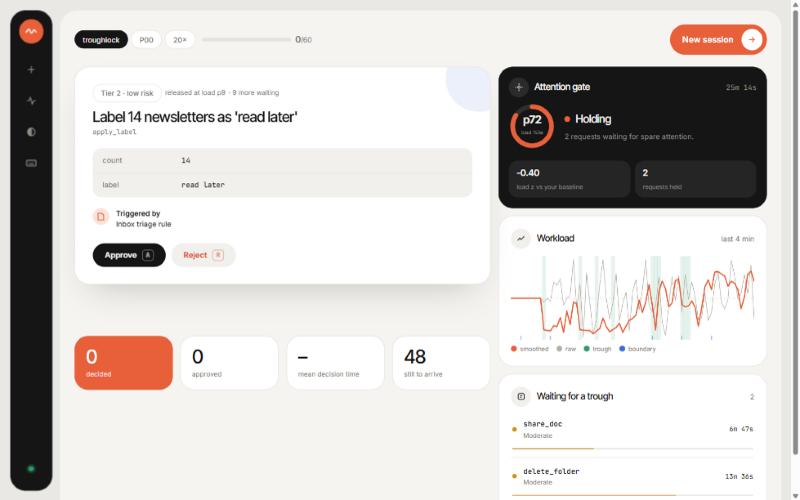 troughlock
P00
20×
0/60
New session
Tier 2 · low risk
released at load p9 · 9 more waiting
Label 14 newsletters as 'read later'
apply_label
count 14
label read later
Triggered by
Inbox triage rule
Approve A
Reject R
0
decided
0
approved
–
mean decision time
48
still to arrive
Attention gate
25m 14s
p72
load %ile
Holding
2 requests waiting for spare attention.
-0.40
load z vs your baseline
2
requests held
Workload
last 4 min
smoothed
raw
trough
boundary
Waiting for a trough
2
share_doc
Moderate
6m 47s
delete_folder
Moderate
13m 36s